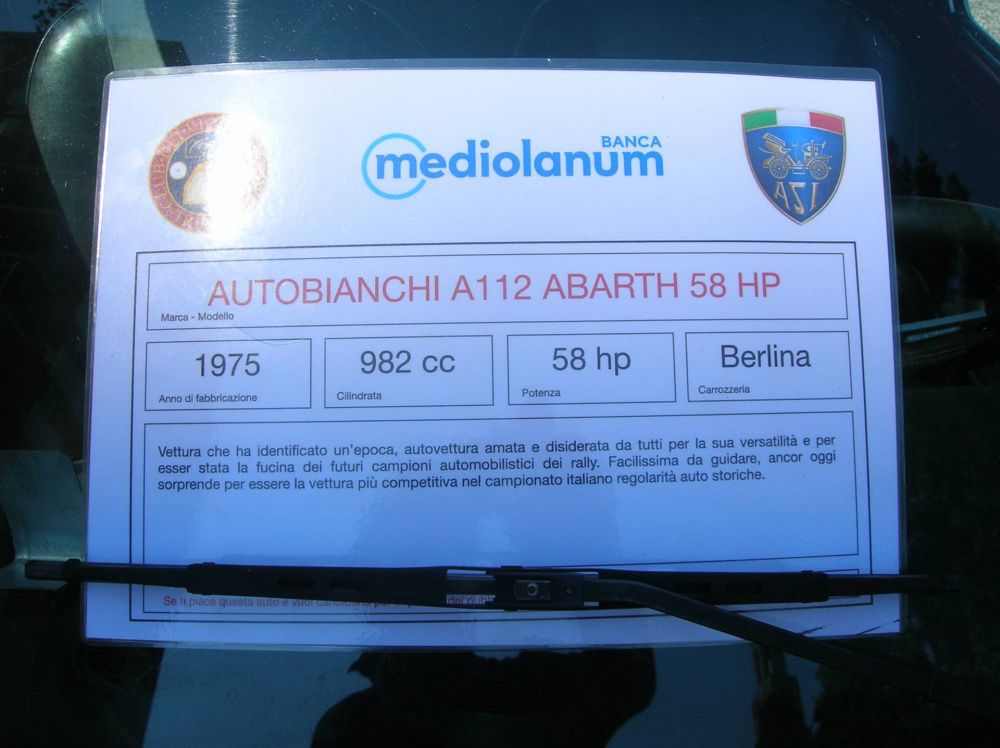 BANCA
mediolanum
ASI
AUTOBIANCHI A112 ABARTH 58 HP
Marca - Modello
1975
982 cc
58 hp
Berlina
Anno di fabbricazione
Cilindrata
Potenza
Carrozzeria
Vettura che ha identificato un'epoca, autovettura amata e disiderata da tutti per la sua versatilità e per
esser stata la fucina dei futuri campioni automobilistici dei rally. Facilissima da guidare, ancor oggi
sorprende per essere la vettura più competitiva nel campionato italiano regolarità auto storiche.
Se ti piace questa auto e vuoi